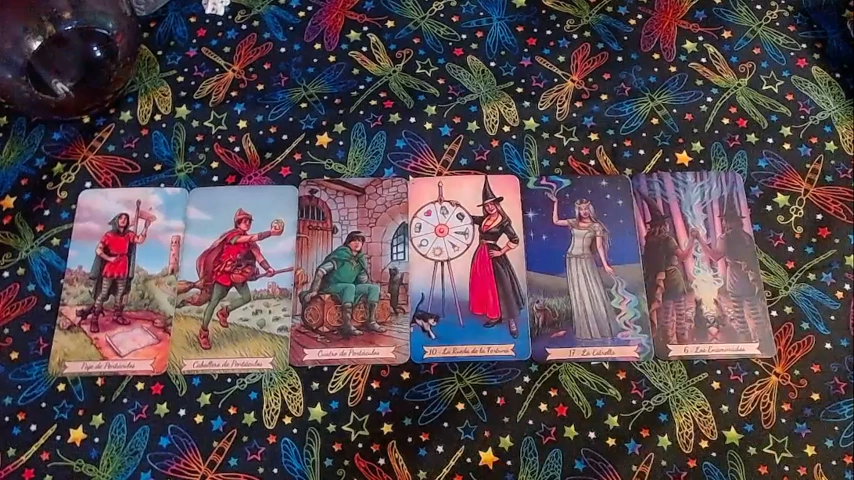 Paje de Pentáculos
Caballero de Pentáculos
Cuatro de Pentáculos
10 - La Rueda de la Fortuna
17 - La Estrella
6 - Los Enamorados